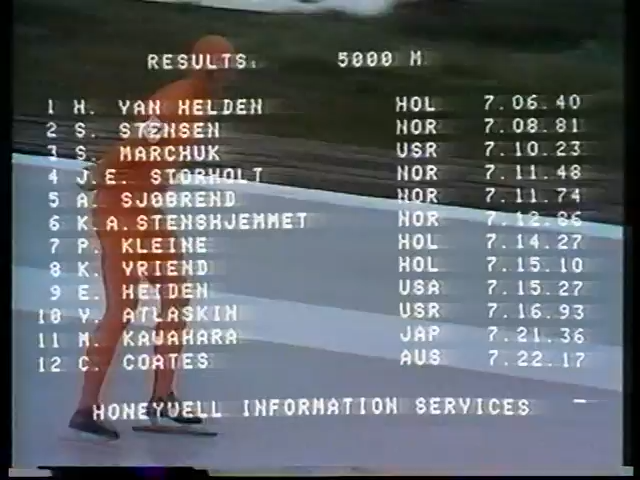 RESULTS: 5000 M
1 H. VAN HELDEN HOL 7.06.40
2 S. STENSEN NOR 7.08.81
3 S. MARCHUK USR 7.10.23
4 J.E. STORHOLT NOR 7.11.48
5 A. SJØBREND NOR 7.11.74
6 K.A.STENSHJEMMET NOR 7.12.86
7 P. KLEINE HOL 7.14.27
8 K. VRIEND HOL 7.15.10
9 E. HEIDEN USA 7.15.27
10 V. ATLASKIN USR 7.16.93
11 M. KAWAHARA JAP 7.21.36
12 C. COATES AUS 7.22.17
HONEYWELL INFORMATION SERVICES